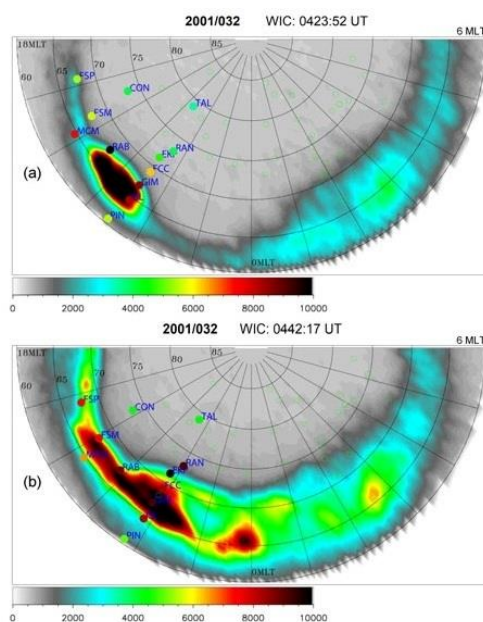 2001/032 WIC: 0423:52 UT
6 MLT
18MLT
60
65
70
75
80
85
FSP
CON
TAL
FSM
MCM
RAB
RAN
EKP
FCC
GIM
PIN
0MLT
(a)
0 2000 4000 6000 8000 10000
2001/032 WIC: 0442:17 UT
6 MLT
18MLT
60
65
70
75
80
85
FSP
CON
TAL
FSM
RAB
RAN
FCC
PIN
0MLT
(b)
0 2000 4000 6000 8000 10000